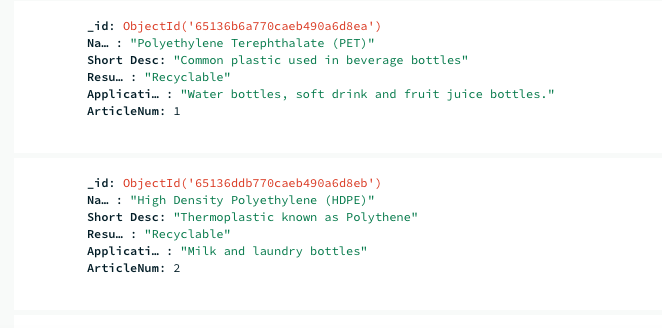 _id: ObjectId('65136b6a770caeb490a6d8ea')
Na… : "Polyethylene Terephthalate (PET)"
Short Desc: "Common plastic used in beverage bottles"
Resu… : "Recyclable"
Applicati… : "Water bottles, soft drink and fruit juice bottles."
ArticleNum: 1
_id: ObjectId('65136ddb770caeb490a6d8eb')
Na… : "High Density Polyethylene (HDPE)"
Short Desc: "Thermoplastic known as Polythene"
Resu… : "Recyclable"
Applicati… : "Milk and laundry bottles"
ArticleNum: 2